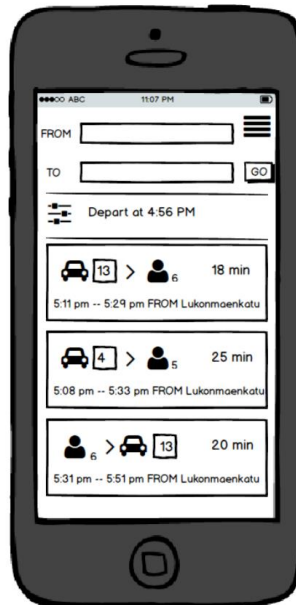 ABC 11:07 PM
FROM
TO GO
Depart at 4:56 PM
13 > 6 18 min
5:11 pm -- 5:29 pm FROM Lukonmaenkatu
4 > 5 25 min
5:08 pm -- 5:33 pm FROM Lukonmaenkatu
6 > 13 20 min
5:31 pm -- 5:51 pm FROM Lukonmaenkatu